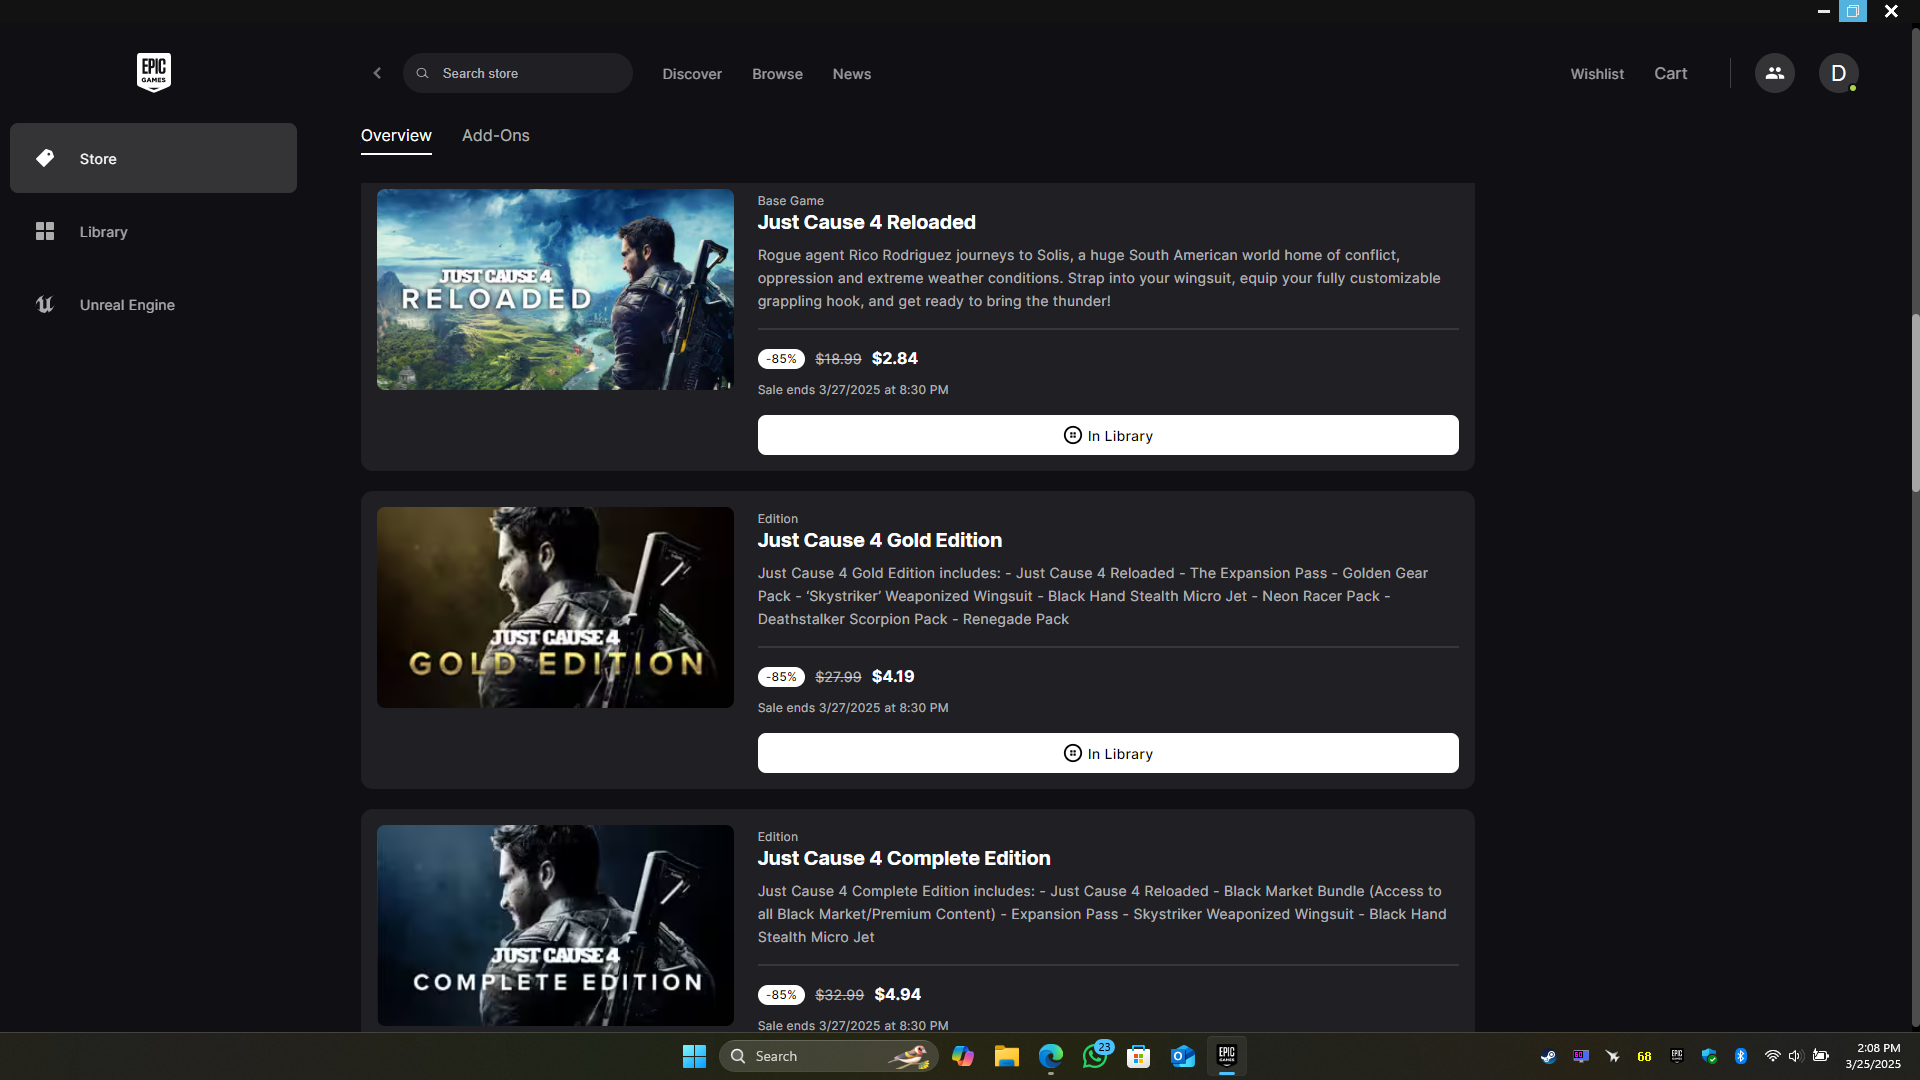 EPIC
GAMES
Search store
Discover
Browse
News
Wishlist
Cart
D
Store
Library
Unreal Engine
Overview
Add-Ons
JUST CAUSE 4
RELOADED
Base Game
Just Cause 4 Reloaded
Rogue agent Rico Rodriguez journeys to Solis, a huge South American world home of conflict,
oppression and extreme weather conditions. Strap into your wingsuit, equip your fully customizable
grappling hook, and get ready to bring the thunder!
-85% $18.99 $2.84
Sale ends 3/27/2025 at 8:30 PM
In Library
JUST CAUSE 4
GOLD EDITION
Edition
Just Cause 4 Gold Edition
Just Cause 4 Gold Edition includes: - Just Cause 4 Reloaded - The Expansion Pass - Golden Gear
Pack - ‘Skystriker’ Weaponized Wingsuit - Black Hand Stealth Micro Jet - Neon Racer Pack -
Deathstalker Scorpion Pack - Renegade Pack
-85% $27.99 $4.19
Sale ends 3/27/2025 at 8:30 PM
In Library
JUST CAUSE 4
COMPLETE EDITION
Edition
Just Cause 4 Complete Edition
Just Cause 4 Complete Edition includes: - Just Cause 4 Reloaded - Black Market Bundle (Access to
all Black Market/Premium Content) - Expansion Pass - Skystriker Weaponized Wingsuit - Black Hand
Stealth Micro Jet
-85% $32.99 $4.94
Sale ends 3/27/2025 at 8:30 PM
Search
23
EPIC
GAMES
68
EPIC
2:08 PM
3/25/2025